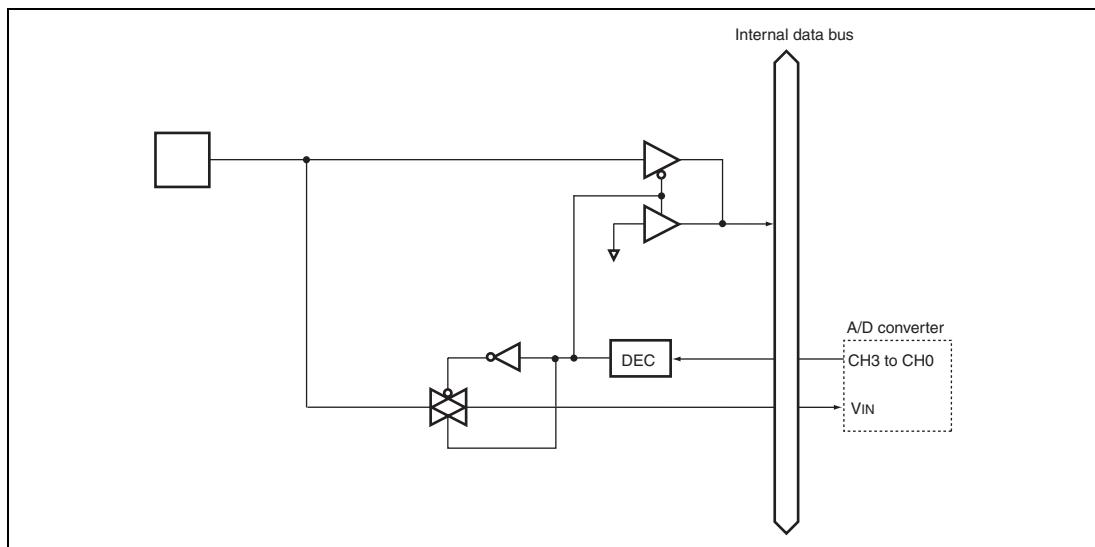 Internal data bus
A/D converter
DEC
CH3 to CH0
VIN